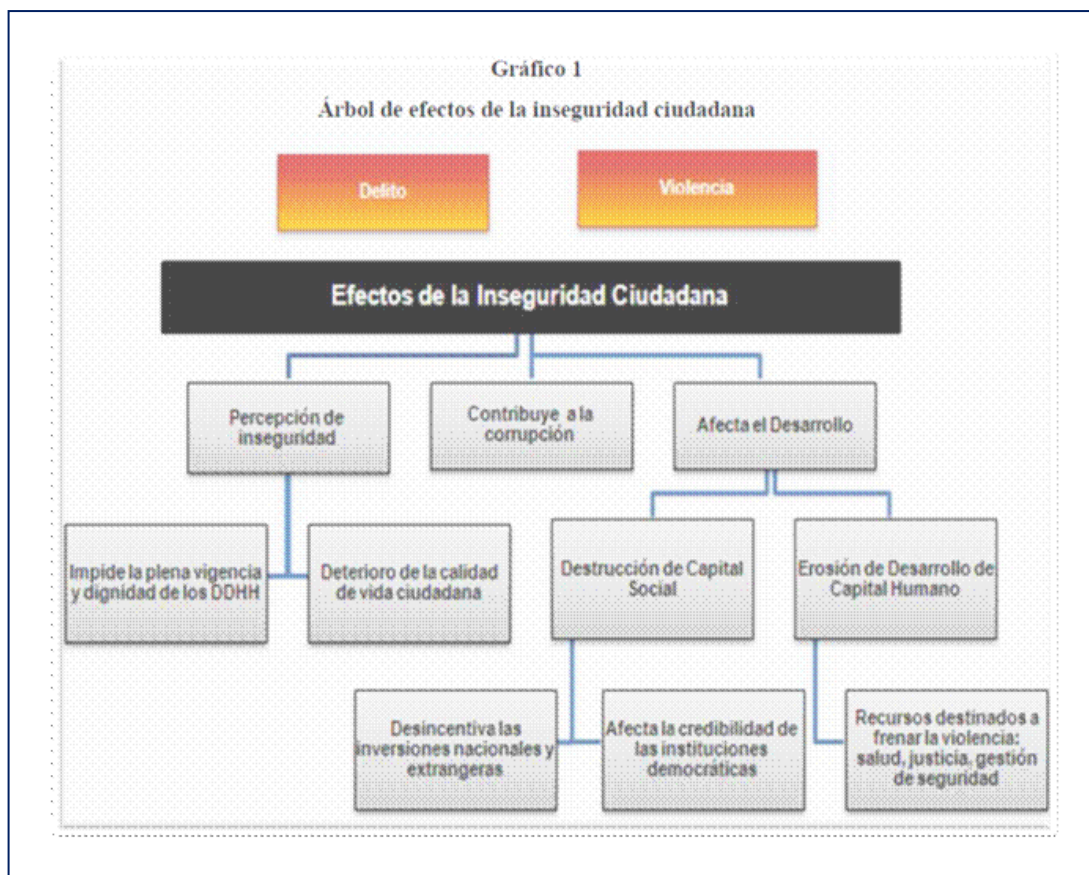 Gráfico 1
Árbol de efectos de la inseguridad ciudadana
Delito
Violencia
Efectos de la Inseguridad Ciudadana
Percepción de
inseguridad
Contribuye a la
corrupción
Afecta el Desarrollo
Impide la plena vigencia
y dignidad de los DDHH
Deterioro de la calidad
de vida ciudadana
Destrucción de Capital
Social
Erosión de Desarrollo de
Capital Humano
Desincentiva las
inversiones nacionales y
extrangeras
Afecta la credibilidad de
las instituciones
democráticas
Recursos destinados a
frenar la violencia:
salud, justicia, gestión
de seguridad